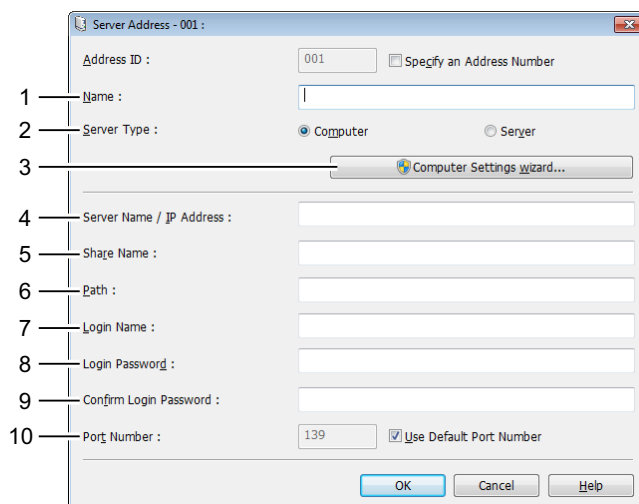 Server Address - 001 :
Address ID : 001 Specify an Address Number
1 Name :
2 Server Type : Computer Server
3 Computer Settings wizard...
4 Server Name / IP Address :
5 Share Name :
6 Path :
7 Login Name :
8 Login Password :
9 Confirm Login Password :
10 Port Number : 139 Use Default Port Number
OK Cancel Help